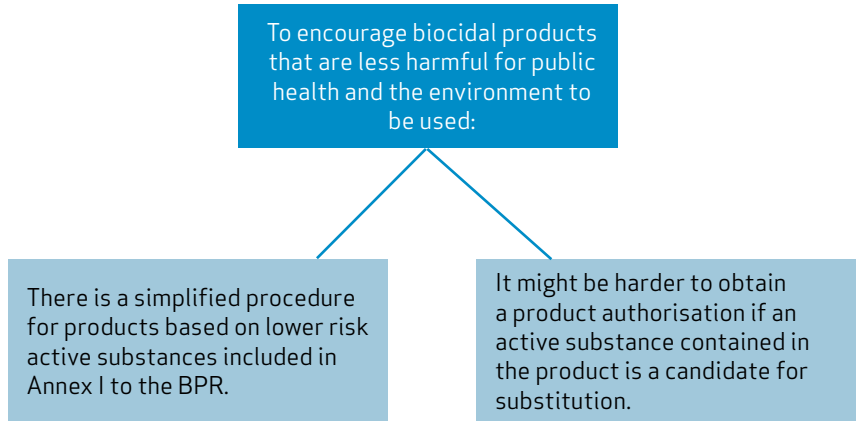 To encourage biocidal products
that are less harmful for public
health and the environment to
be used:
There is a simplified procedure
for products based on lower risk
active substances included in
Annex I to the BPR.
It might be harder to obtain
a product authorisation if an
active substance contained in
the product is a candidate for
substitution.